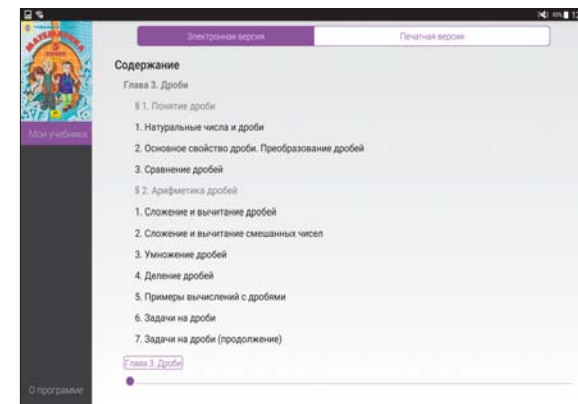 МАТЕМАТИКА
5
Мои учебники
О программе
Электронная версия
Печатная версия
Содержание
Глава 3. Дроби
§ 1. Понятие дроби
1. Натуральные числа и дроби
2. Основное свойство дроби. Преобразование дробей
3. Сравнение дробей
§ 2. Арифметика дробей
1. Сложение и вычитание дробей
2. Сложение и вычитание смешанных чисел
3. Умножение дробей
4. Деление дробей
5. Примеры вычислений с дробями
6. Задачи на дроби
7. Задачи на дроби (продолжение)
Глава 3. Дроби